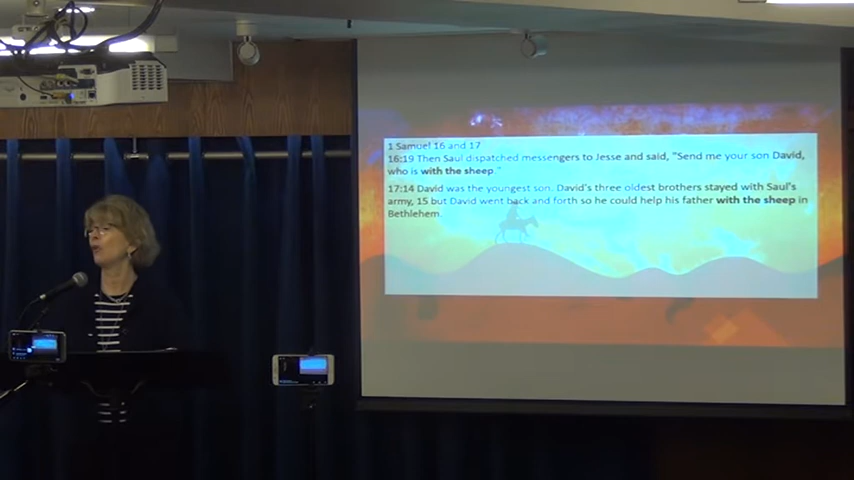 1 Samuel 16 and 17
16:19 Then Saul dispatched messengers to Jesse and said, "Send me your son David,
who is with the sheep."
17:14 David was the youngest son. David's three oldest brothers stayed with Saul's
army, 15 but David went back and forth so he could help his father with the sheep in
Bethlehem.